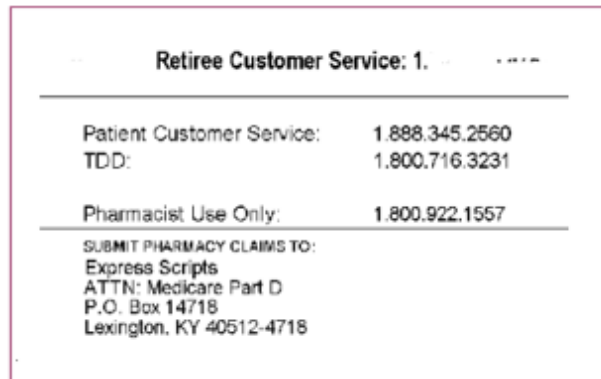 Retiree Customer Service: 1.
Patient Customer Service: 1.888.345.2560
TDD: 1.800.716.3231
Pharmacist Use Only: 1.800.922.1557
SUBMIT PHARMACY CLAIMS TO:
Express Scripts
ATTN: Medicare Part D
P.O. Box 14718
Lexington, KY 40512-4718